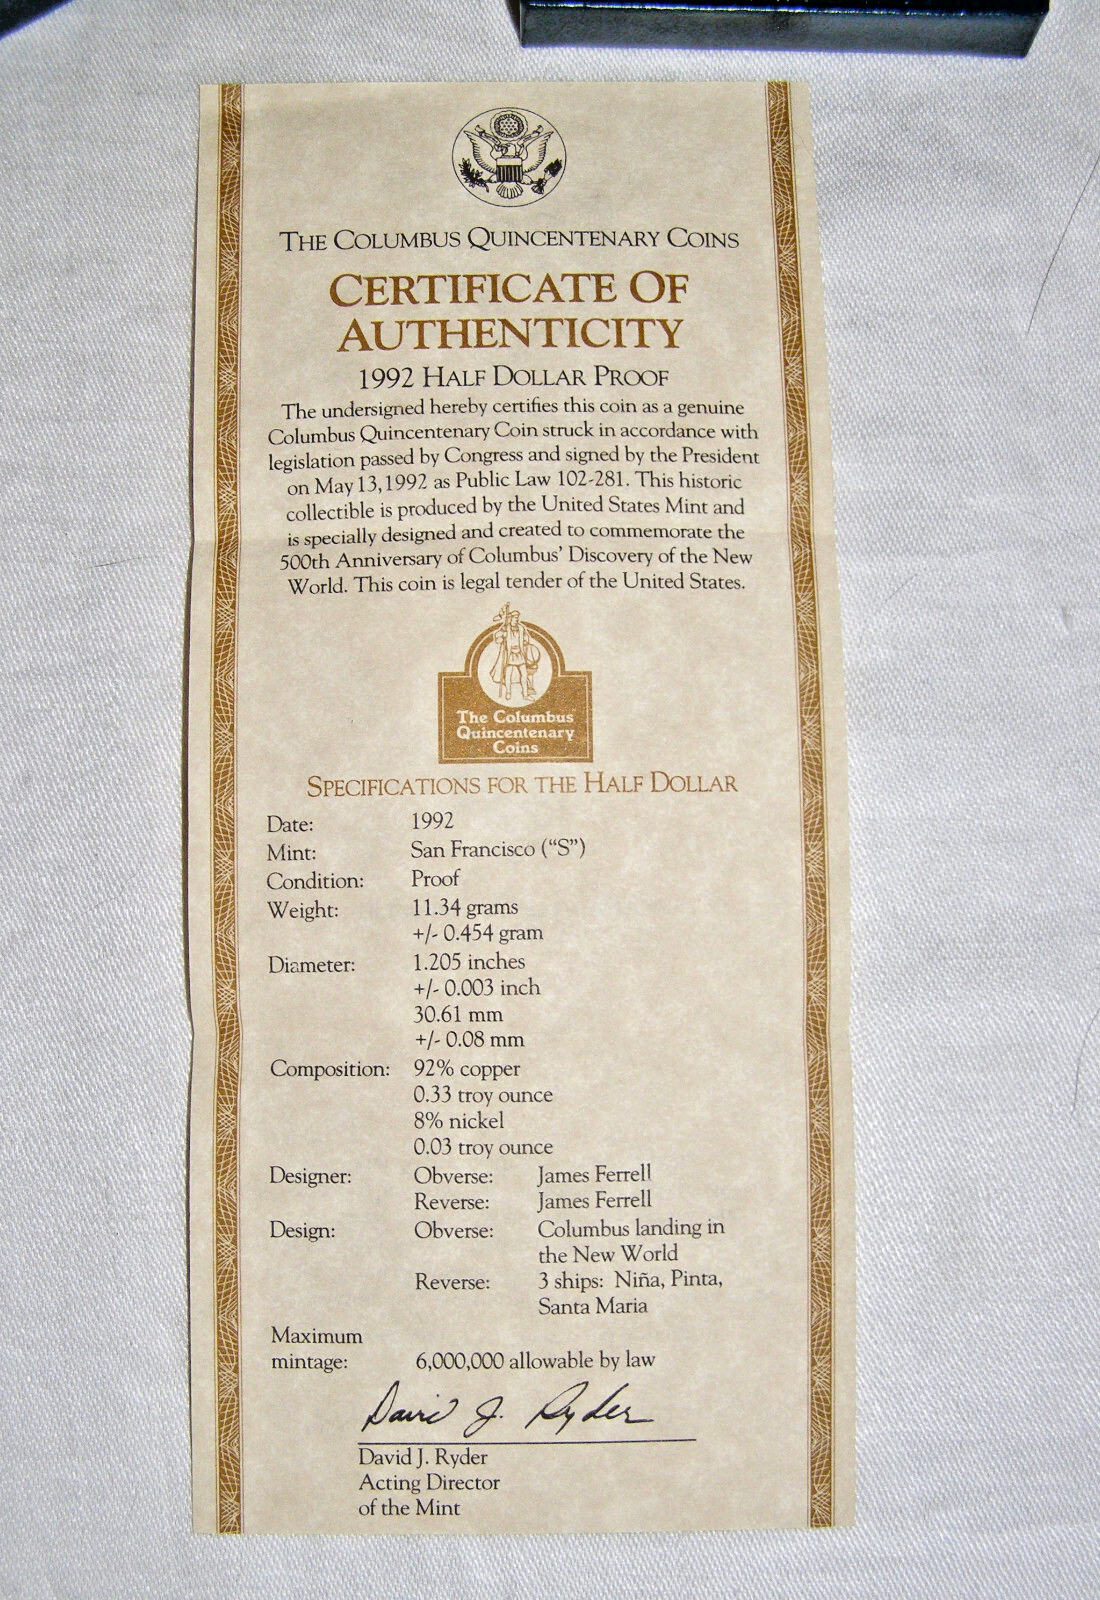 THE COLUMBUS QUINCENTENARY COINS
CERTIFICATE OF
AUTHENTICITY
1992 HALF DOLLAR PROOF
The undersigned hereby certifies this coin as a genuine
Columbus Quincentenary Coin struck in accordance with
legislation passed by Congress and signed by the President
on May 13, 1992 as Public Law 102-281. This historic
collectible is produced by the United States Mint and
is specially designed and created to commemorate the
500th Anniversary of Columbus' Discovery of the New
World. This coin is legal tender of the United States.
The Columbus
Quincentenary
Coins
SPECIFICATIONS FOR THE HALF DOLLAR
Date: 1992
Mint: San Francisco ("S")
Condition: Proof
Weight: 11.34 grams
+/- 0.454 gram
Diameter: 1.205 inches
+/- 0.003 inch
30.61 mm
+/- 0.08 mm
Composition: 92% copper
0.33 troy ounce
8% nickel
0.03 troy ounce
Designer: Obverse: James Ferrell
Reverse: James Ferrell
Design: Obverse: Columbus landing in
the New World
Reverse: 3 ships: Niña, Pinta,
Santa Maria
Maximum
mintage: 6,000,000 allowable by law
David J. Ryder
David J. Ryder
Acting Director
of the Mint